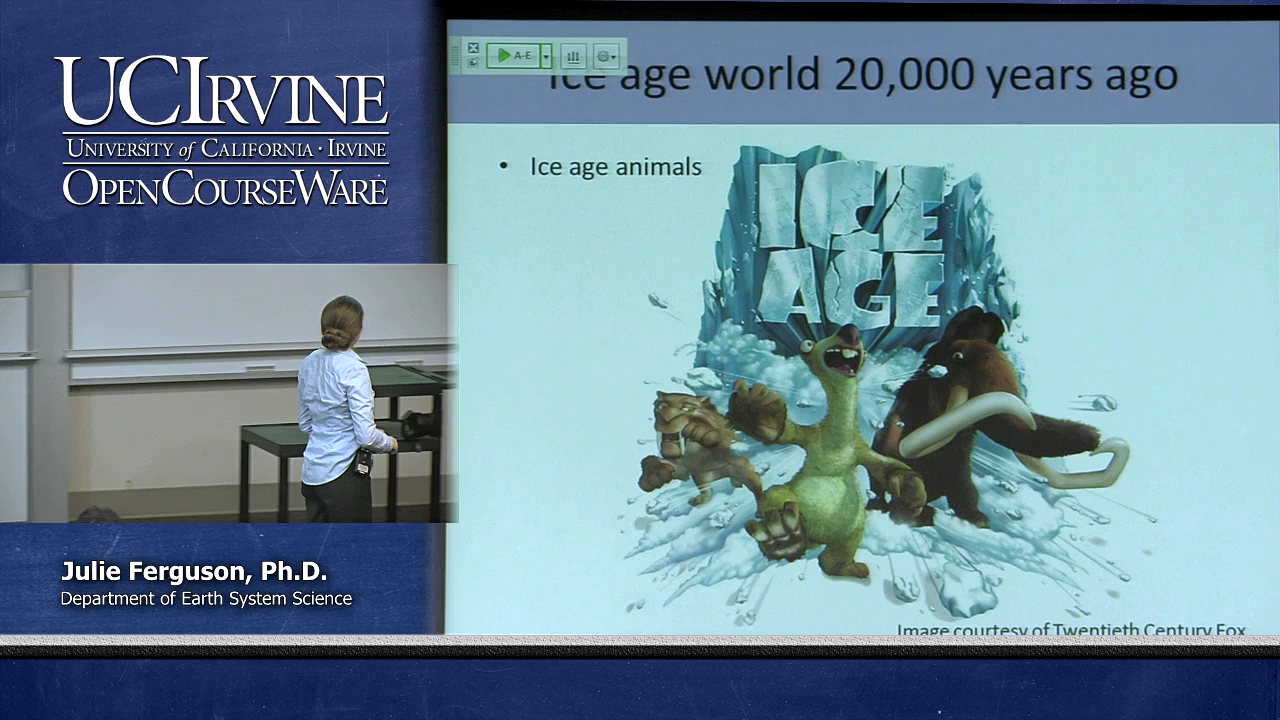 UCIRVINE
UNIVERSITY of CALIFORNIA · IRVINE
OPENCOURSEWARE
A-E
Ice age world 20,000 years ago
• Ice age animals
ICE
AGE
Image courtesy of Twentieth Century Fox
Julie Ferguson, Ph.D.
Department of Earth System Science